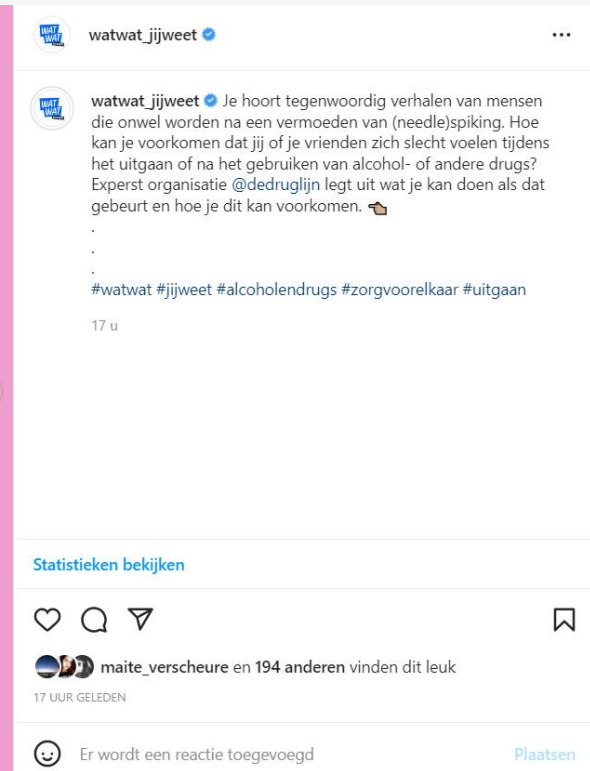 WAT
WAT
watwat_jijweet
WAT
WAT
watwat_jijweet Je hoort tegenwoordig verhalen van mensen
die onwel worden na een vermoeden van (needle)spiking. Hoe
kan je voorkomen dat jij of je vrienden zich slecht voelen tijdens
het uitgaan of na het gebruiken van alcohol- of andere drugs?
Experst organisatie @dedruglijn legt uit wat je kan doen als dat
gebeurt en hoe je dit kan voorkomen. 👈🏽
.
.
.
#watwat #jijweet #alcoholendrugs #zorgvoorelkaar #uitgaan
17 u
Statistieken bekijken
maite_verscheure en 194 anderen vinden dit leuk
17 UUR GELEDEN
Er wordt een reactie toegevoegd
Plaatsen